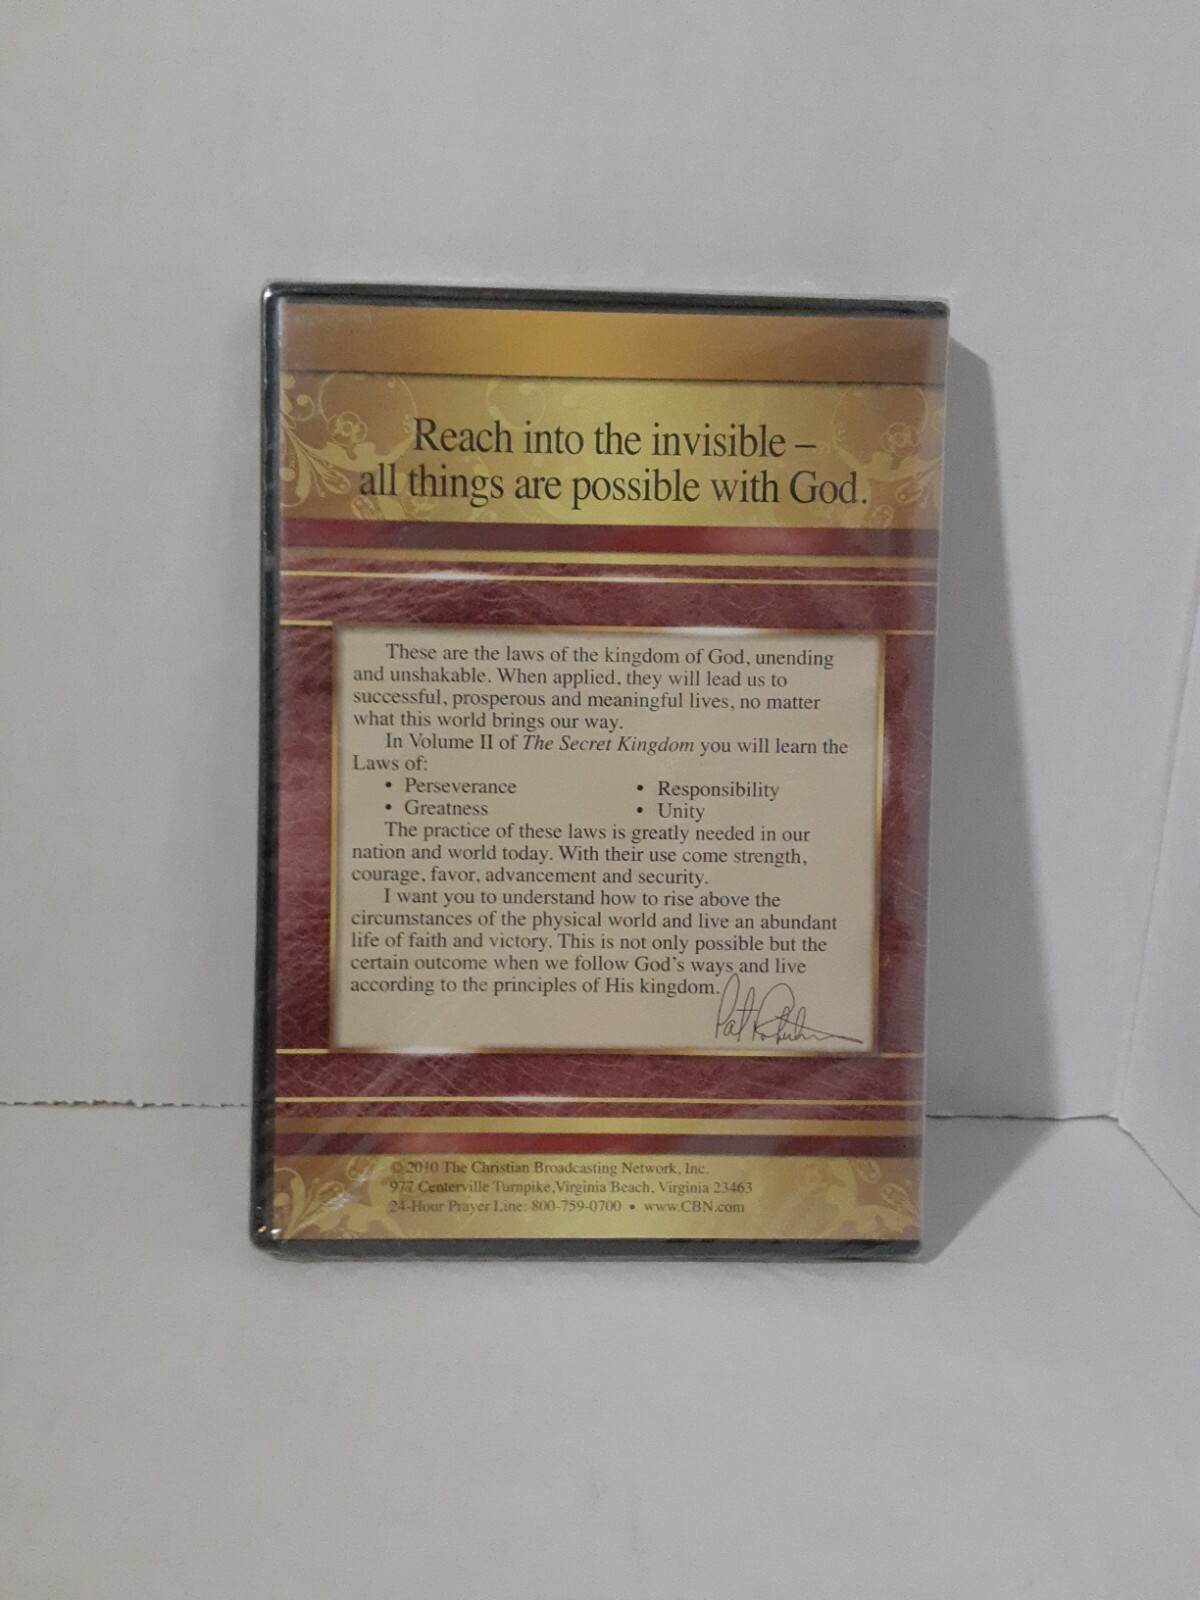 Reach into the invisible –
all things are possible with God.
These are the laws of the kingdom of God, unending
and unshakable. When applied, they will lead us to
successful, prosperous and meaningful lives, no matter
what this world brings our way.
In Volume II of The Secret Kingdom you will learn the
Laws of:
• Perseverance • Responsibility
• Greatness • Unity
The practice of these laws is greatly needed in our
nation and world today. With their use come strength,
courage, favor, advancement and security.
I want you to understand how to rise above the
circumstances of the physical world and live an abundant
life of faith and victory. This is not only possible but the
certain outcome when we follow God's ways and live
according to the principles of His kingdom.
Pat Robertson
© 2010 The Christian Broadcasting Network, Inc.
977 Centerville Turnpike, Virginia Beach, Virginia 23463
24-Hour Prayer Line: 800-759-0700 • www.CBN.com